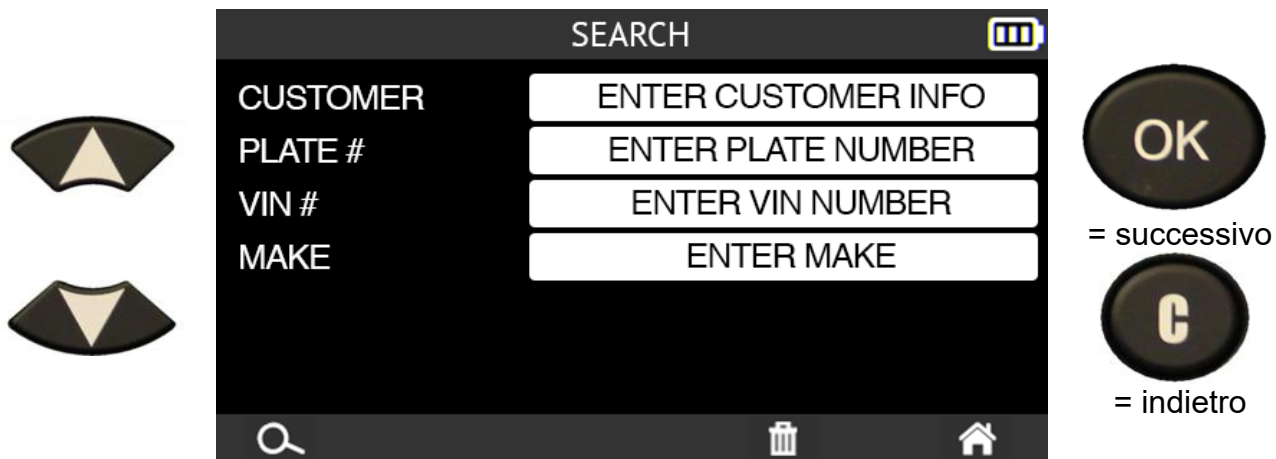 SEARCH
CUSTOMER ENTER CUSTOMER INFO
PLATE # ENTER PLATE NUMBER
VIN # ENTER VIN NUMBER
MAKE ENTER MAKE
OK
= successivo
C
= indietro